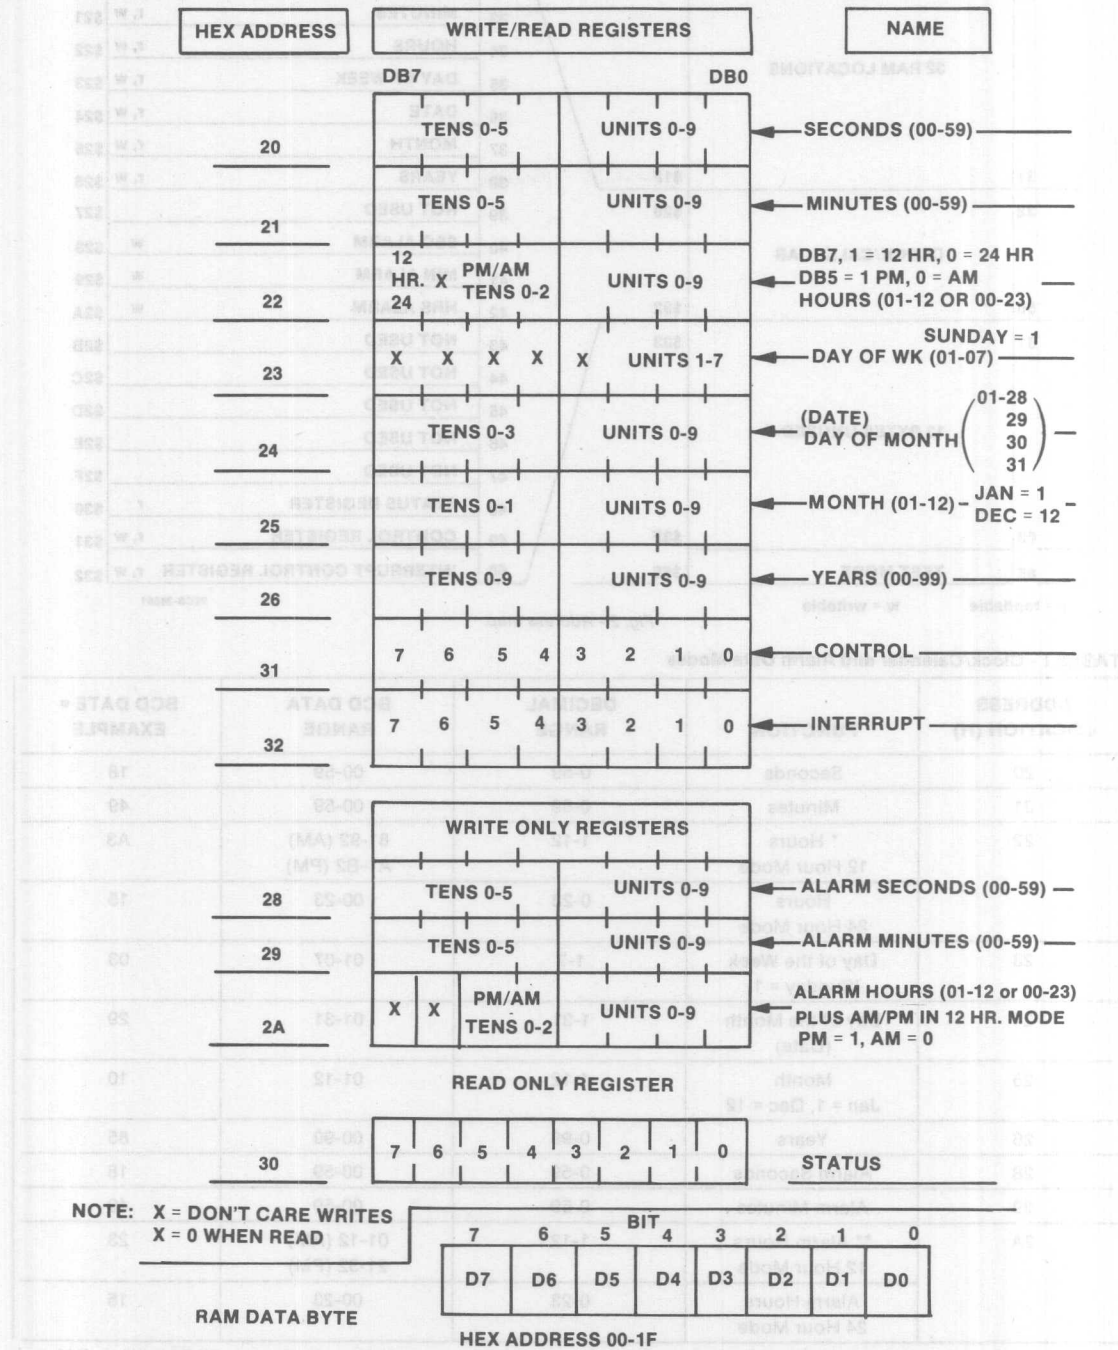 HEX ADDRESS WRITE/READ REGISTERS NAME
DB7 DB0
20 TENS 0-5 UNITS 0-9 SECONDS (00-59)
21 TENS 0-5 UNITS 0-9 MINUTES (00-59)
22 12 HR. 24 X PM/AM TENS 0-2 UNITS 0-9 DB7, 1 = 12 HR, 0 = 24 HR
DB5 = 1 PM, 0 = AM
HOURS (01-12 OR 00-23)
SUNDAY = 1
23 X X X X X UNITS 1-7 DAY OF WK (01-07)
24 TENS 0-3 UNITS 0-9 (DATE) DAY OF MONTH (01-28 29 30 31)
25 TENS 0-1 UNITS 0-9 MONTH (01-12) JAN = 1
DEC = 12
26 TENS 0-9 UNITS 0-9 YEARS (00-99)
31 7 6 5 4 3 2 1 0 CONTROL
32 7 6 5 4 3 2 1 0 INTERRUPT
WRITE ONLY REGISTERS
28 TENS 0-5 UNITS 0-9 ALARM SECONDS (00-59)
29 TENS 0-5 UNITS 0-9 ALARM MINUTES (00-59)
2A X X PM/AM TENS 0-2 UNITS 0-9 ALARM HOURS (01-12 or 00-23)
PLUS AM/PM IN 12 HR. MODE
PM = 1, AM = 0
READ ONLY REGISTER
30 7 6 5 4 3 2 1 0 STATUS
NOTE: X = DON'T CARE WRITES
X = 0 WHEN READ
BIT
7 6 5 4 3 2 1 0
D7 D6 D5 D4 D3 D2 D1 D0
RAM DATA BYTE
HEX ADDRESS 00-1F